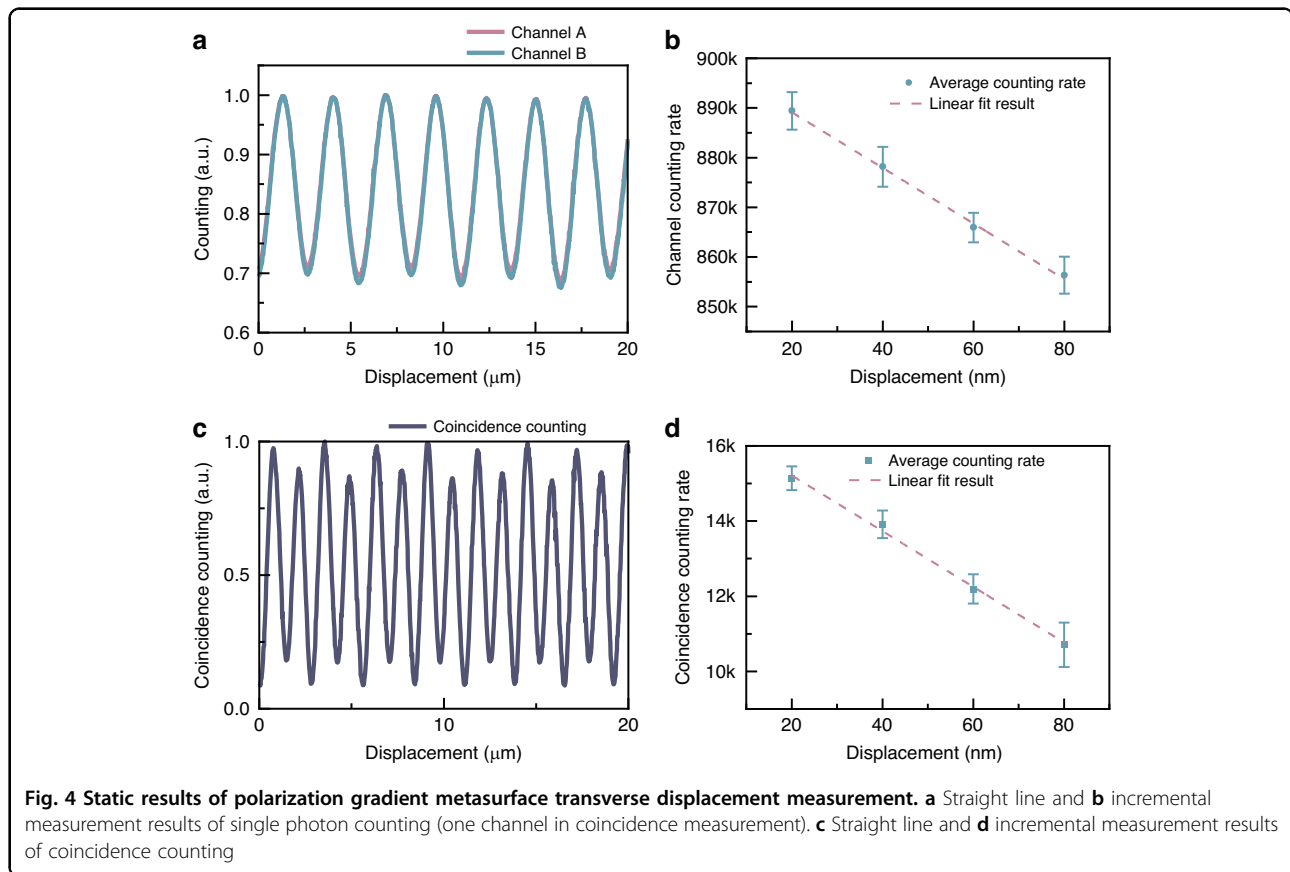 a
Channel A
Channel B
1.0
0.9
0.8
0.7
0.6
Counting (a.u.)
0
5
10
15
20
Displacement (μm)
b
Average counting rate
Linear fit result
900k
890k
880k
870k
860k
850k
Channel counting rate
20
40
60
80
Displacement (nm)
c
Coincidence counting
1.0
0.5
0.0
Coincidence counting (a.u.)
0
10
20
Displacement (μm)
d
Average counting rate
Linear fit result
16k
14k
12k
10k
Coincidence counting rate
20
40
60
80
Displacement (nm)
Fig. 4 Static results of polarization gradient metasurface transverse displacement measurement. a Straight line and b incremental
measurement results of single photon counting (one channel in coincidence measurement). c Straight line and d incremental measurement results
of coincidence counting